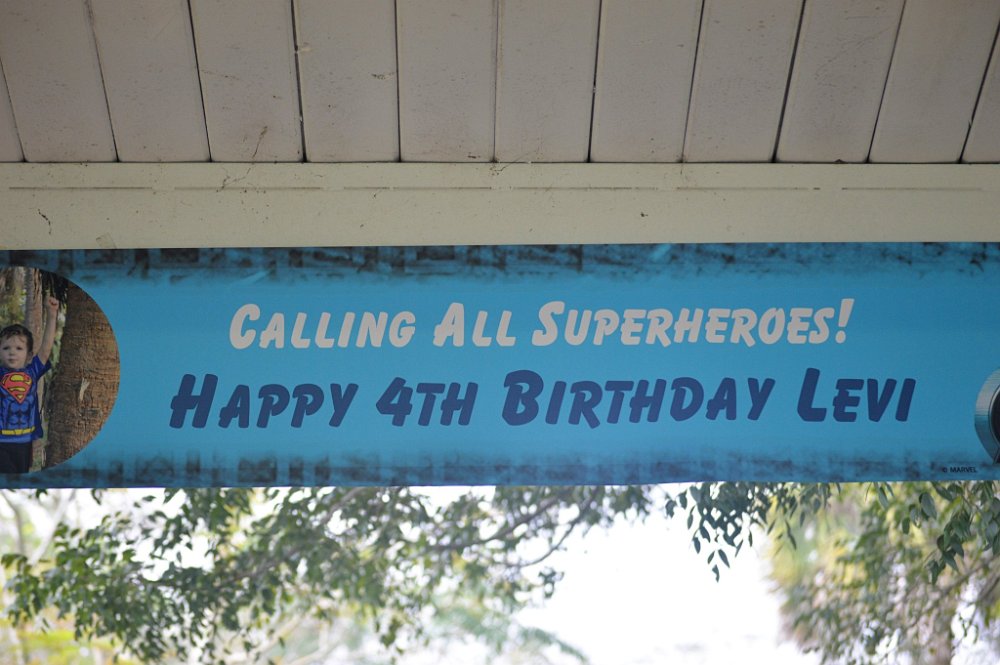 Calling All Superheroes!
Happy 4th Birthday Levi
© MARVEL